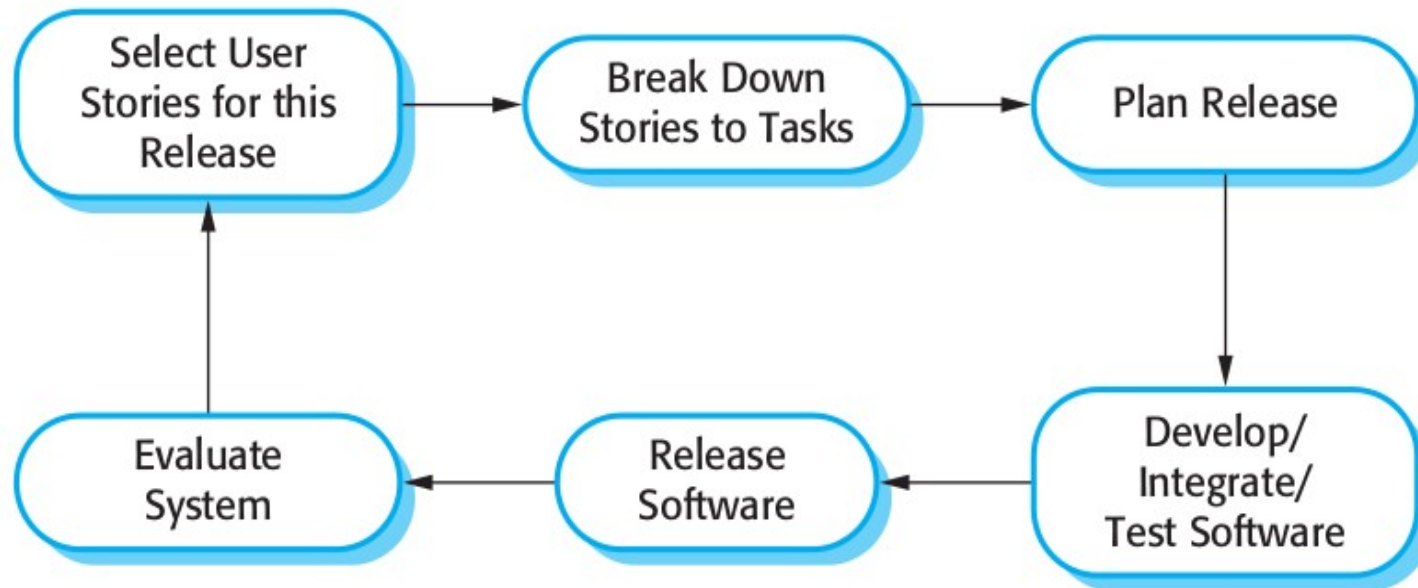 Select User
Stories for this
Release
Break Down
Stories to Tasks
Plan Release
Evaluate
System
Release
Software
Develop/
Integrate/
Test Software